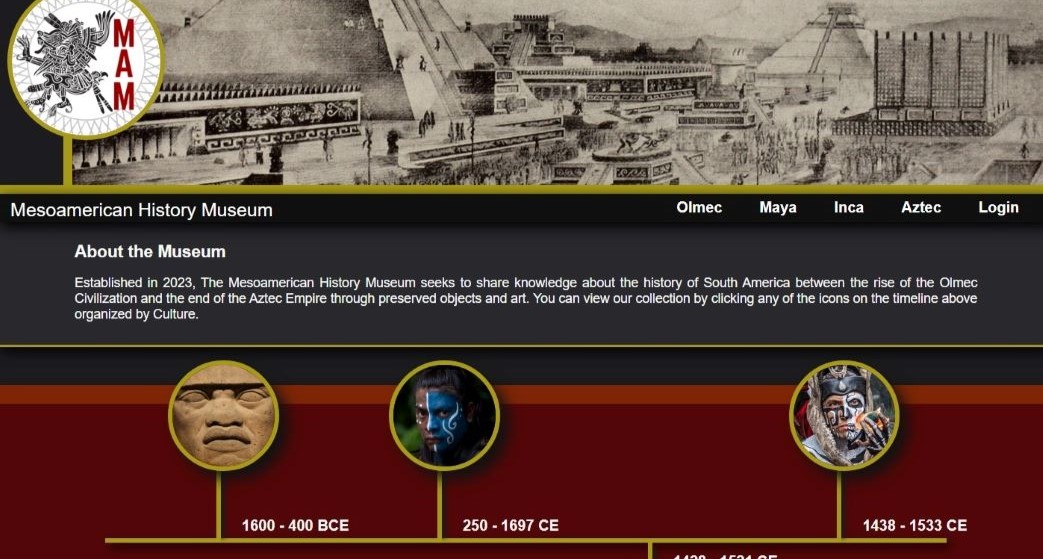 MAM
Mesoamerican History Museum
Olmec Maya Inca Aztec Login
About the Museum
Established in 2023, The Mesoamerican History Museum seeks to share knowledge about the history of South America between the rise of the Olmec
Civilization and the end of the Aztec Empire through preserved objects and art. You can view our collection by clicking any of the icons on the timeline above
organized by Culture.
1600 - 400 BCE
250 - 1697 CE
1438 - 1533 CE